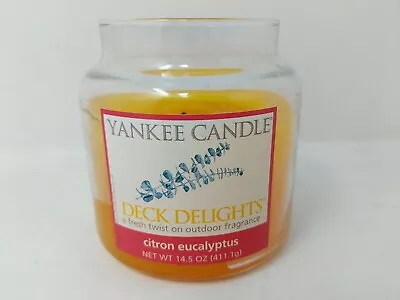 YANKEE CANDLE
DECK DELIGHTS
a fresh twist on outdoor fragrance
citron eucalyptus
NET WT 14.5 OZ (411.1g)